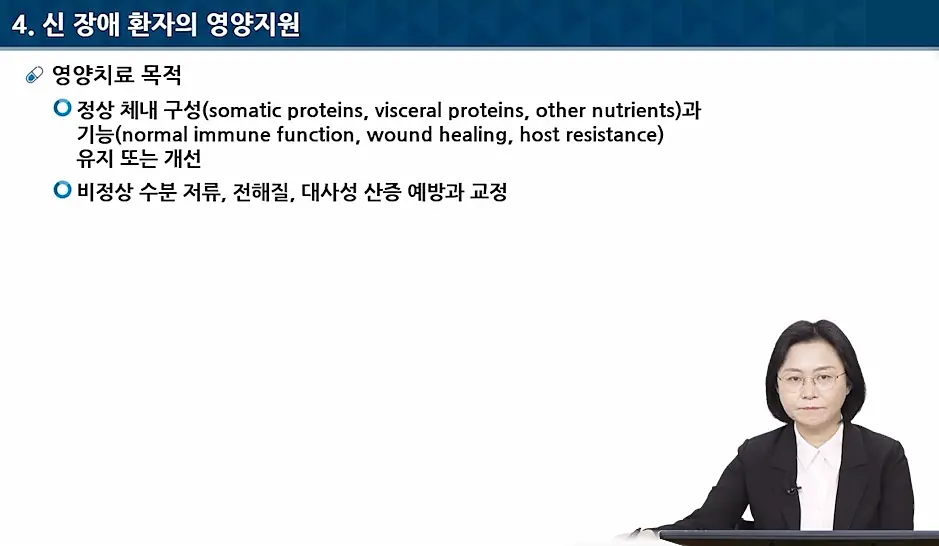 4. 신 장애 환자의 영양지원
영양치료 목적
정상 체내 구성(somatic proteins, visceral proteins, other nutrients)과
기능(normal immune function, wound healing, host resistance)
유지 또는 개선
비정상 수분 저류, 전해질, 대사성 산증 예방과 교정